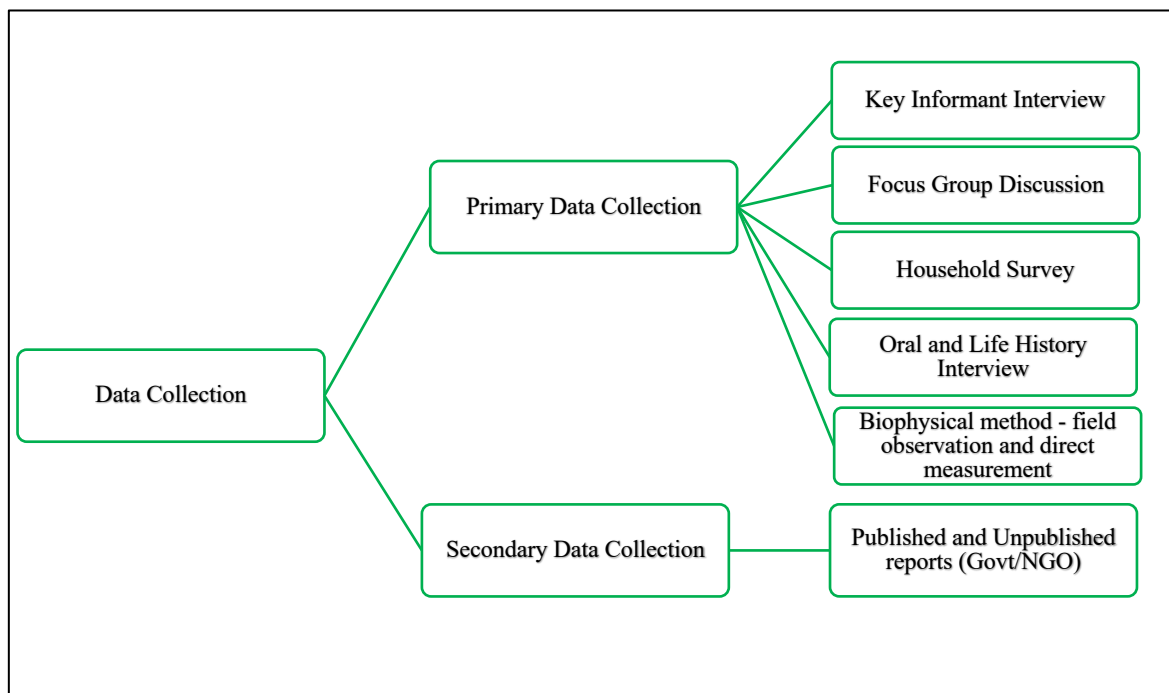 Key Informant Interview
Focus Group Discussion
Primary Data Collection
Household Survey
Oral and Life History
Interview
Data Collection
Biophysical method - field
observation and direct
measurement
Secondary Data Collection
Published and Unpublished
reports (Govt/NGO)